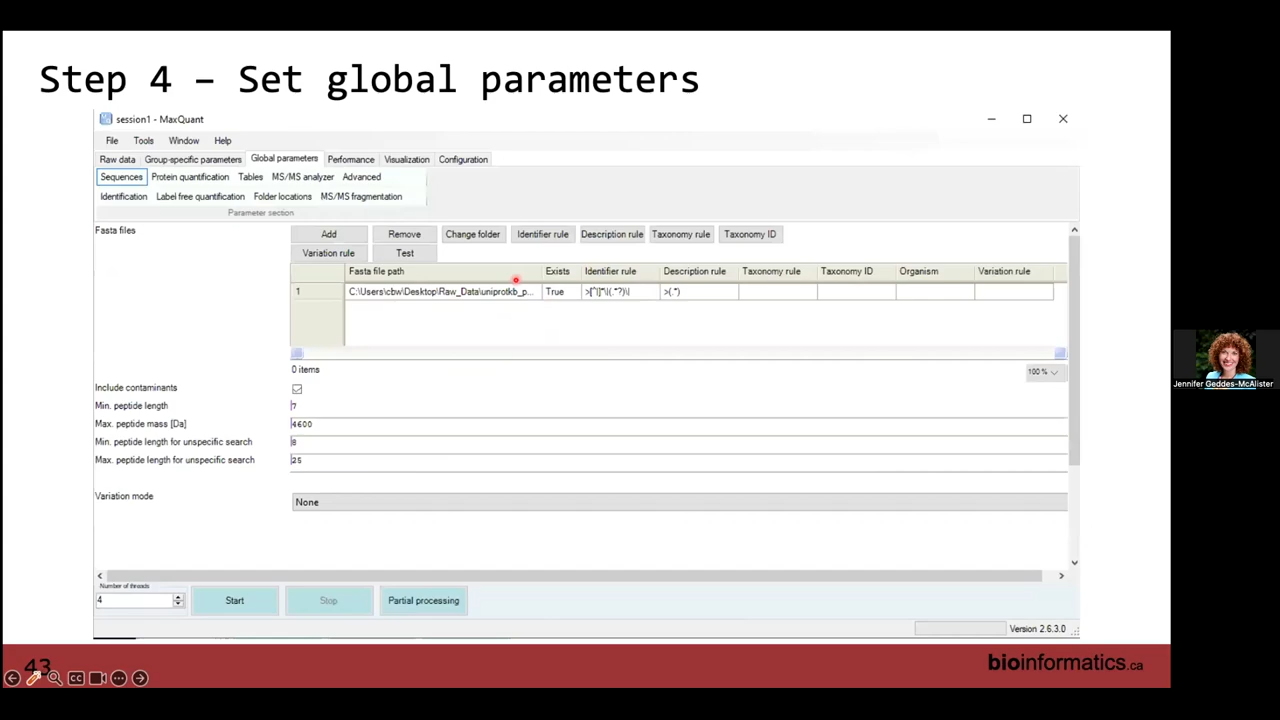 Step 4 – Set global parameters
session1 - MaxQuant
File Tools Window Help
Raw data Group-specific parameters Global parameters Performance Visualization Configuration
Sequences Protein quantification Tables MS/MS analyzer Advanced
Identification Label free quantification Folder locations MS/MS fragmentation
Parameter section
Fasta files
Add Remove Change folder Identifier rule Description rule Taxonomy rule Taxonomy ID
Variation rule Test
Fasta file path Exists Identifier rule Description rule Taxonomy rule Taxonomy ID Organism Variation rule
1 C:\Users\cbw\Desktop\Raw_Data\uniprotkb_p... True >[^|]*\|(.*?)\| >(.*)
0 items
100 %
Include contaminants
Min. peptide length 7
Max. peptide mass [Da] 4600
Min. peptide length for unspecific search 8
Max. peptide length for unspecific search 25
Variation mode None
Number of threads
4 Start Stop Partial processing
Version 2.6.3.0
43
CC
bioinformatics.ca
Jennifer Geddes-McAlister